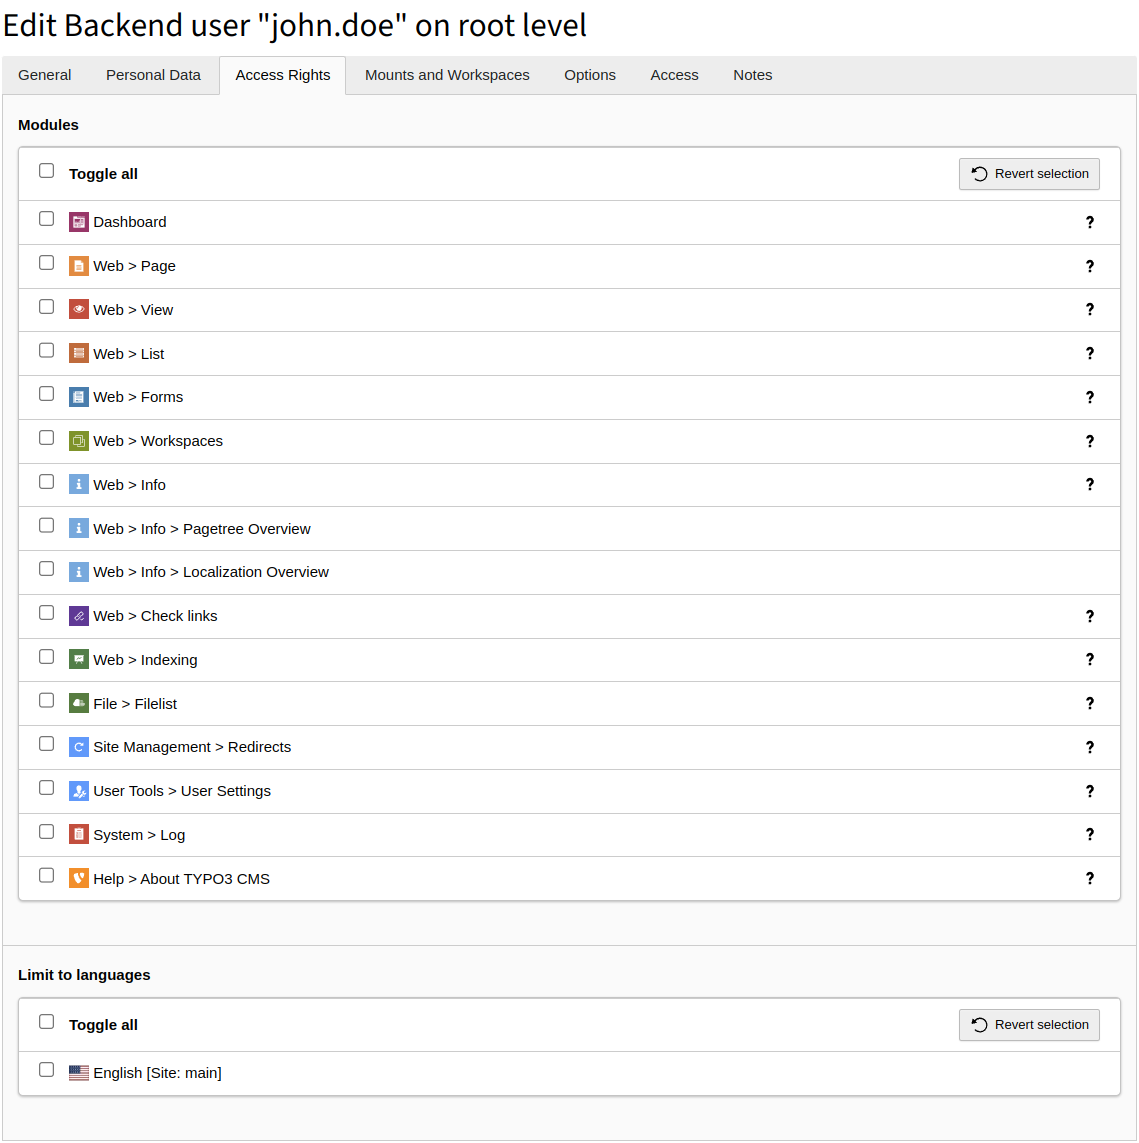 Edit Backend user "john.doe" on root level
General Personal Data Access Rights Mounts and Workspaces Options Access Notes
Modules
Toggle all Revert selection
Dashboard ?
Web > Page ?
Web > View ?
Web > List ?
Web > Forms ?
Web > Workspaces ?
Web > Info ?
Web > Info > Pagetree Overview
Web > Info > Localization Overview
Web > Check links ?
Web > Indexing ?
File > Filelist ?
Site Management > Redirects ?
User Tools > User Settings ?
System > Log ?
Help > About TYPO3 CMS ?
Limit to languages
Toggle all Revert selection
English [Site: main]